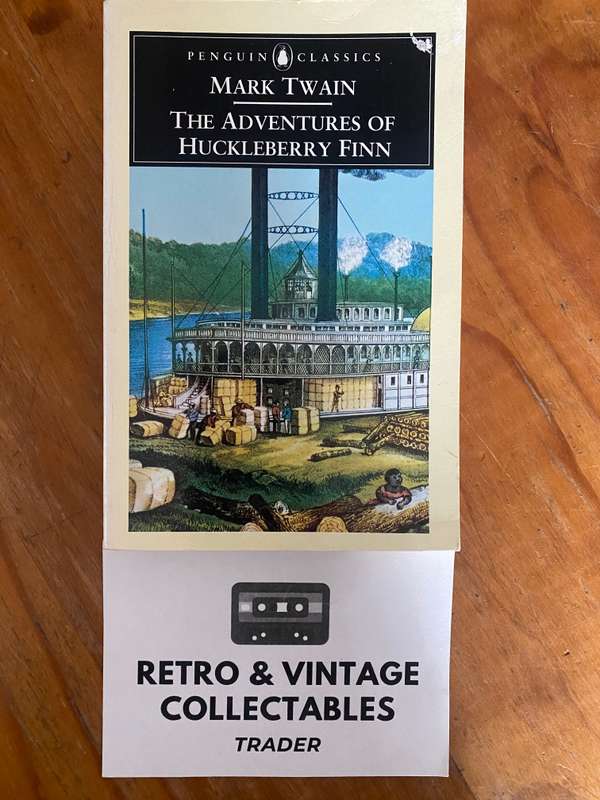 PENGUIN CLASSICS
MARK TWAIN
THE ADVENTURES OF
HUCKLEBERRY FINN
RETRO & VINTAGE
COLLECTABLES
TRADER